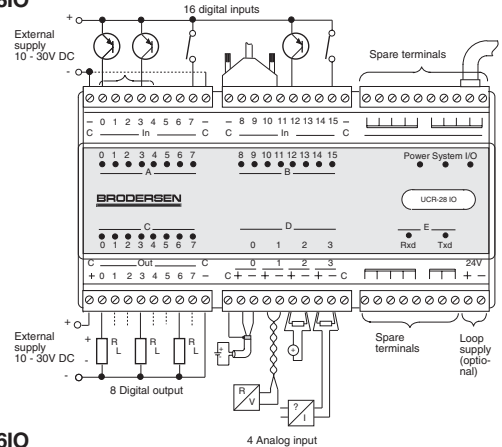 6IO
16 digital inputs
+
External
supply
10 - 30V DC
-
Spare terminals
- 0 1 2 3 4 5 6 7 - - 8 9 10 11 12 13 14 15 -
C In C C In C
0 1 2 3 4 5 6 7 8 9 10 11 12 13 14 15 Power System I/O
A B
BRODERSEN UCR-28 IO
C D E
0 1 2 3 4 5 6 7 0 1 2 3 Rxd Txd
C Out C 0 1 2 3 24V
+ 0 1 2 3 4 5 6 7 - C + - + - + - + - C + -
+
External
supply
10 - 30V DC
-
+
-
R
L
R
L
R
L
8 Digital output
R
V
?
I
4 Analog input
Spare
terminals
Loop
supply
(optio-
nal)
6IO